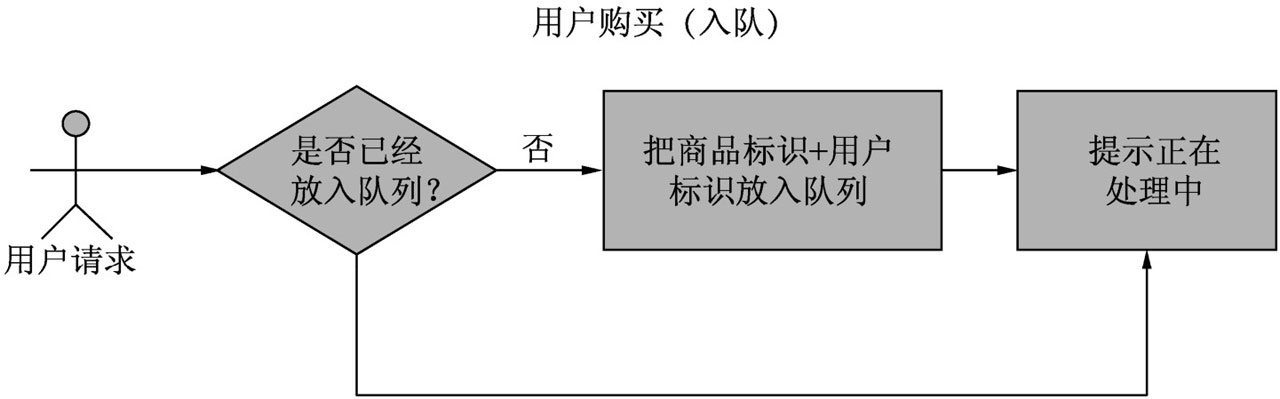 用户购买（入队）
用户请求
是否已经
放入队列？
否
把商品标识+用户
标识放入队列
提示正在
处理中